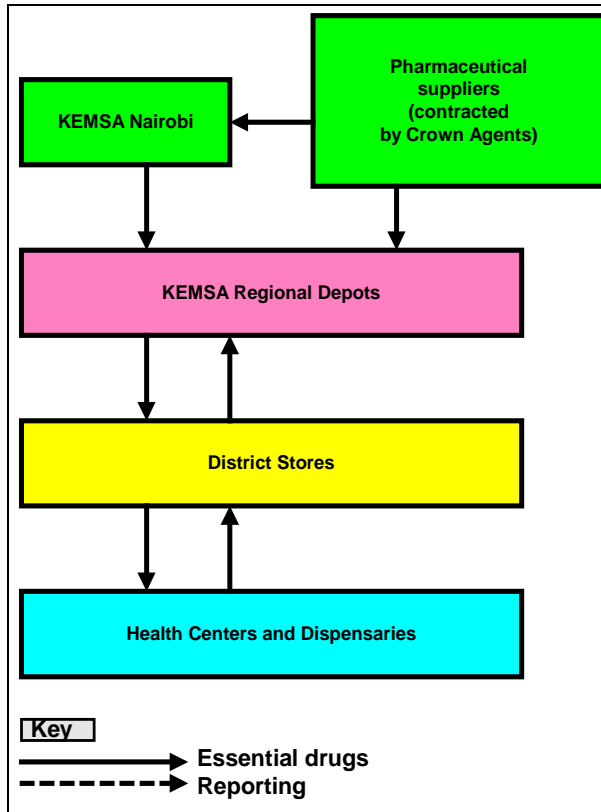 Pharmaceutical
suppliers
(contracted
by Crown Agents)
KEMSA Nairobi
KEMSA Regional Depots
District Stores
Health Centers and Dispensaries
Key
Essential drugs
Reporting